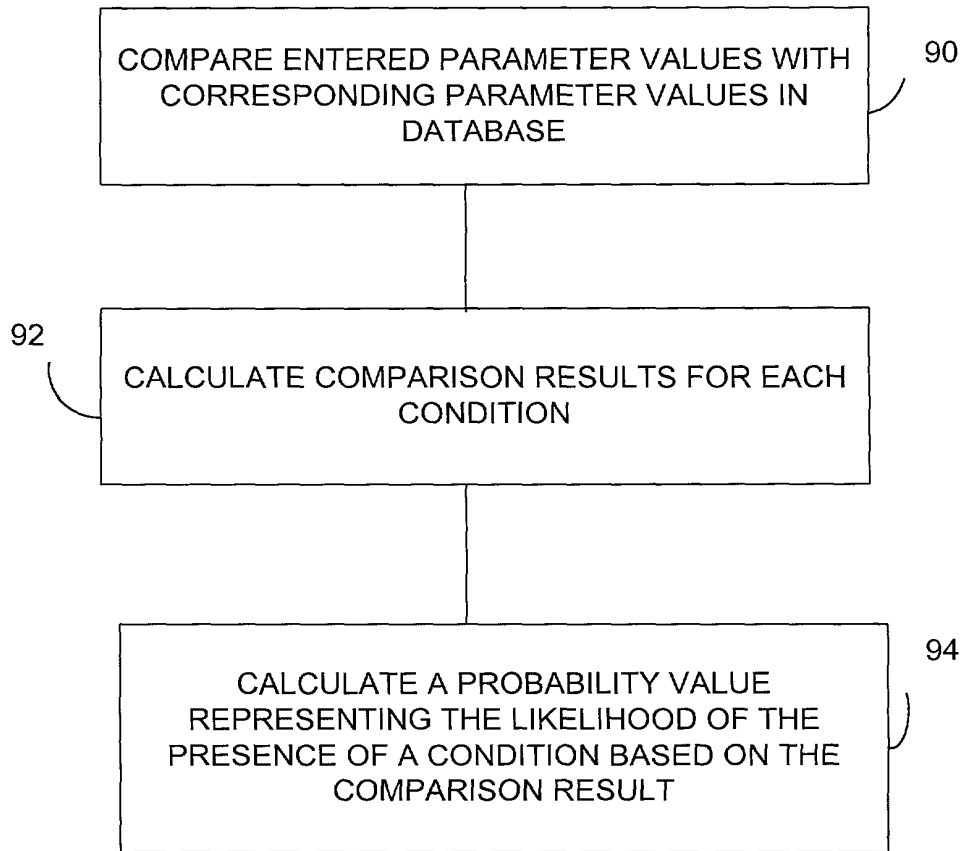 COMPARE ENTERED PARAMETER VALUES WITH
CORRESPONDING PARAMETER VALUES IN
DATABASE
90
92
CALCULATE COMPARISON RESULTS FOR EACH
CONDITION
94
CALCULATE A PROBABILITY VALUE
REPRESENTING THE LIKELIHOOD OF THE
PRESENCE OF A CONDITION BASED ON THE
COMPARISON RESULT